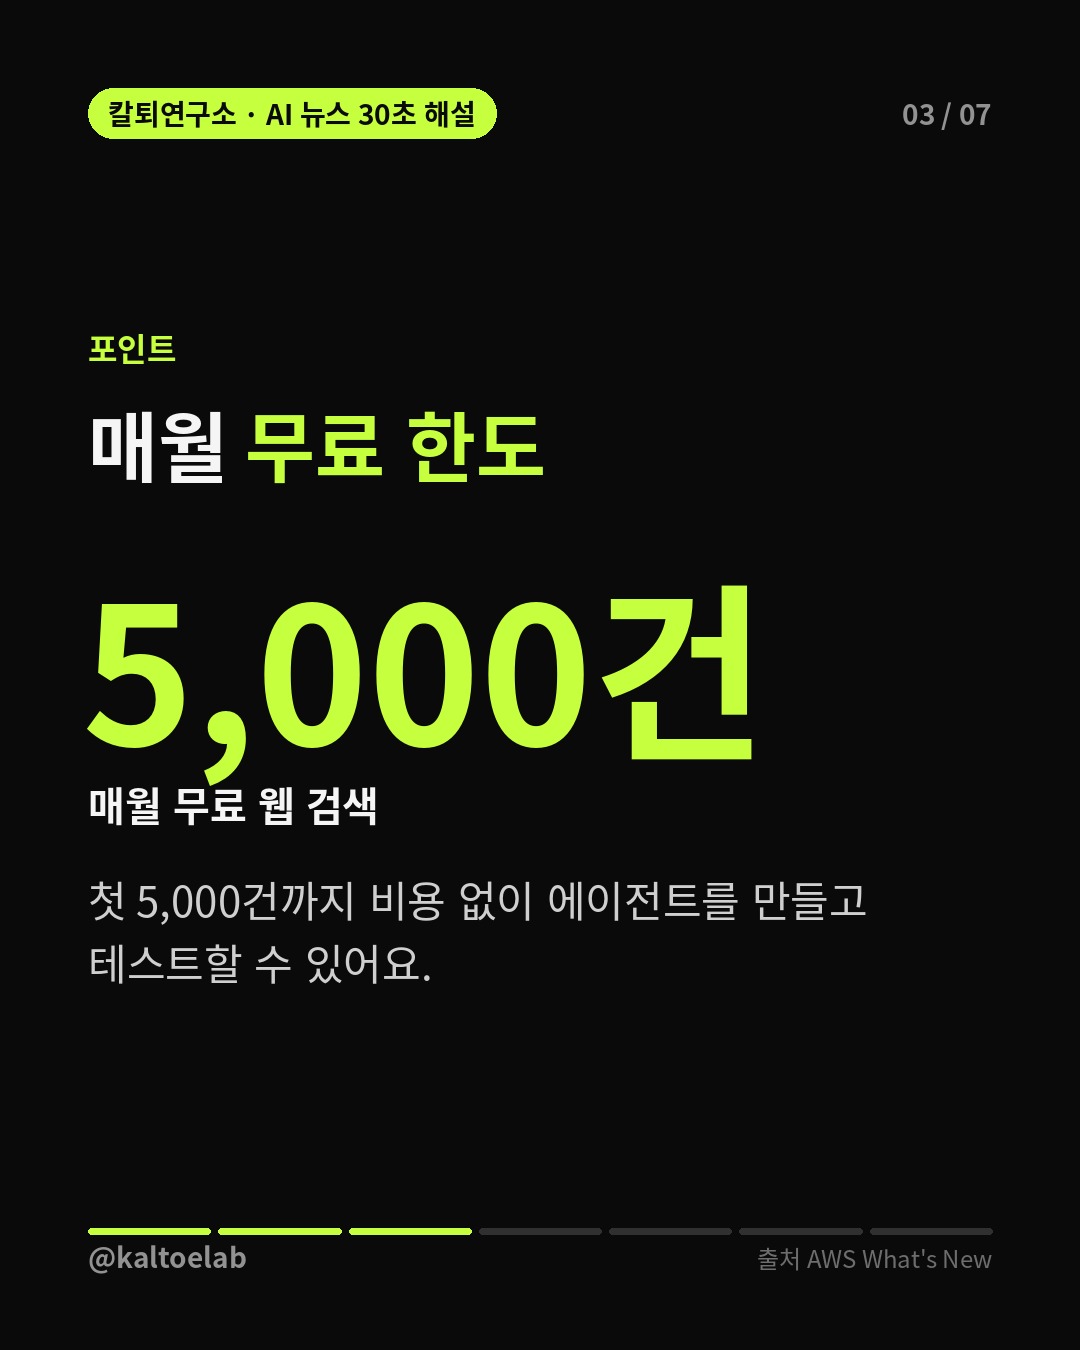 칼퇴연구소 · AI 뉴스 30초 해설
03 / 07
포인트
매월 무료 한도
5,000건
매월 무료 웹 검색
첫 5,000건까지 비용 없이 에이전트를 만들고
테스트할 수 있어요.
@kaltoelab
출처 AWS What's New